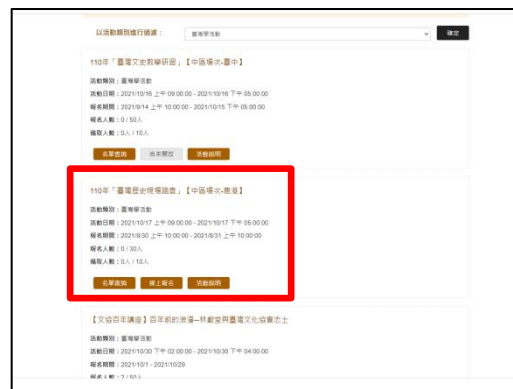 以活動類別進行過濾：
臺灣學活動
確定
110年「臺灣文史教學研習」【中區場次-臺中】
活動類別：臺灣學活動
活動日期：2021/10/16 上午 09:00:00 - 2021/10/16 下午 05:00:00
報名期間：2021/9/14 上午 10:00:00 - 2021/10/15 下午 05:00:00
報名人數：0 / 50人
備取人數：0人 / 10人
名單查詢 尚未開放 活動說明
110年「臺灣歷史現場踏查」【中區場次-鹿港】
活動類別：臺灣學活動
活動日期：2021/10/17 上午 09:00:00 - 2021/10/17 下午 05:00:00
報名期間：2021/8/30 上午 10:00:00 - 2021/8/31 上午 10:00:00
報名人數：0 / 30人
備取人數：0人 / 10人
名單查詢 線上報名 活動說明
【文協百年講座】百年前的浪漫─林獻堂與臺灣文化協會志士
活動類別：臺灣學活動
活動日期：2021/10/30 下午 02:00:00 - 2021/10/30 下午 04:00:00
報名期間：2021/10/1 - 2021/10/29
報名人數：2 / 50人